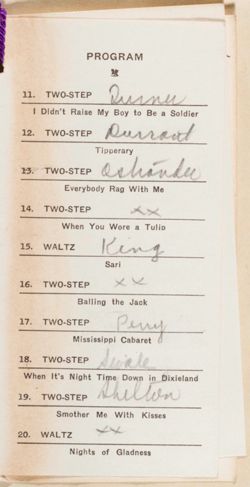 PROGRAM
11. TWO-STEP
I Didn't Raise My Boy to Be a Soldier
12. TWO-STEP Durrant
Tipperary
13. TWO-STEP Ostrander
Everybody Rag With Me
14. TWO-STEP xx
When You Wore a Tulip
15. WALTZ King
Sari
16. TWO-STEP xx
Balling the Jack
17. TWO-STEP Perry
Mississippi Cabaret
18. TWO-STEP
When It's Night Time Down in Dixieland
19. TWO-STEP Shelton
Smother Me With Kisses
20. WALTZ xx
Nights of Gladness